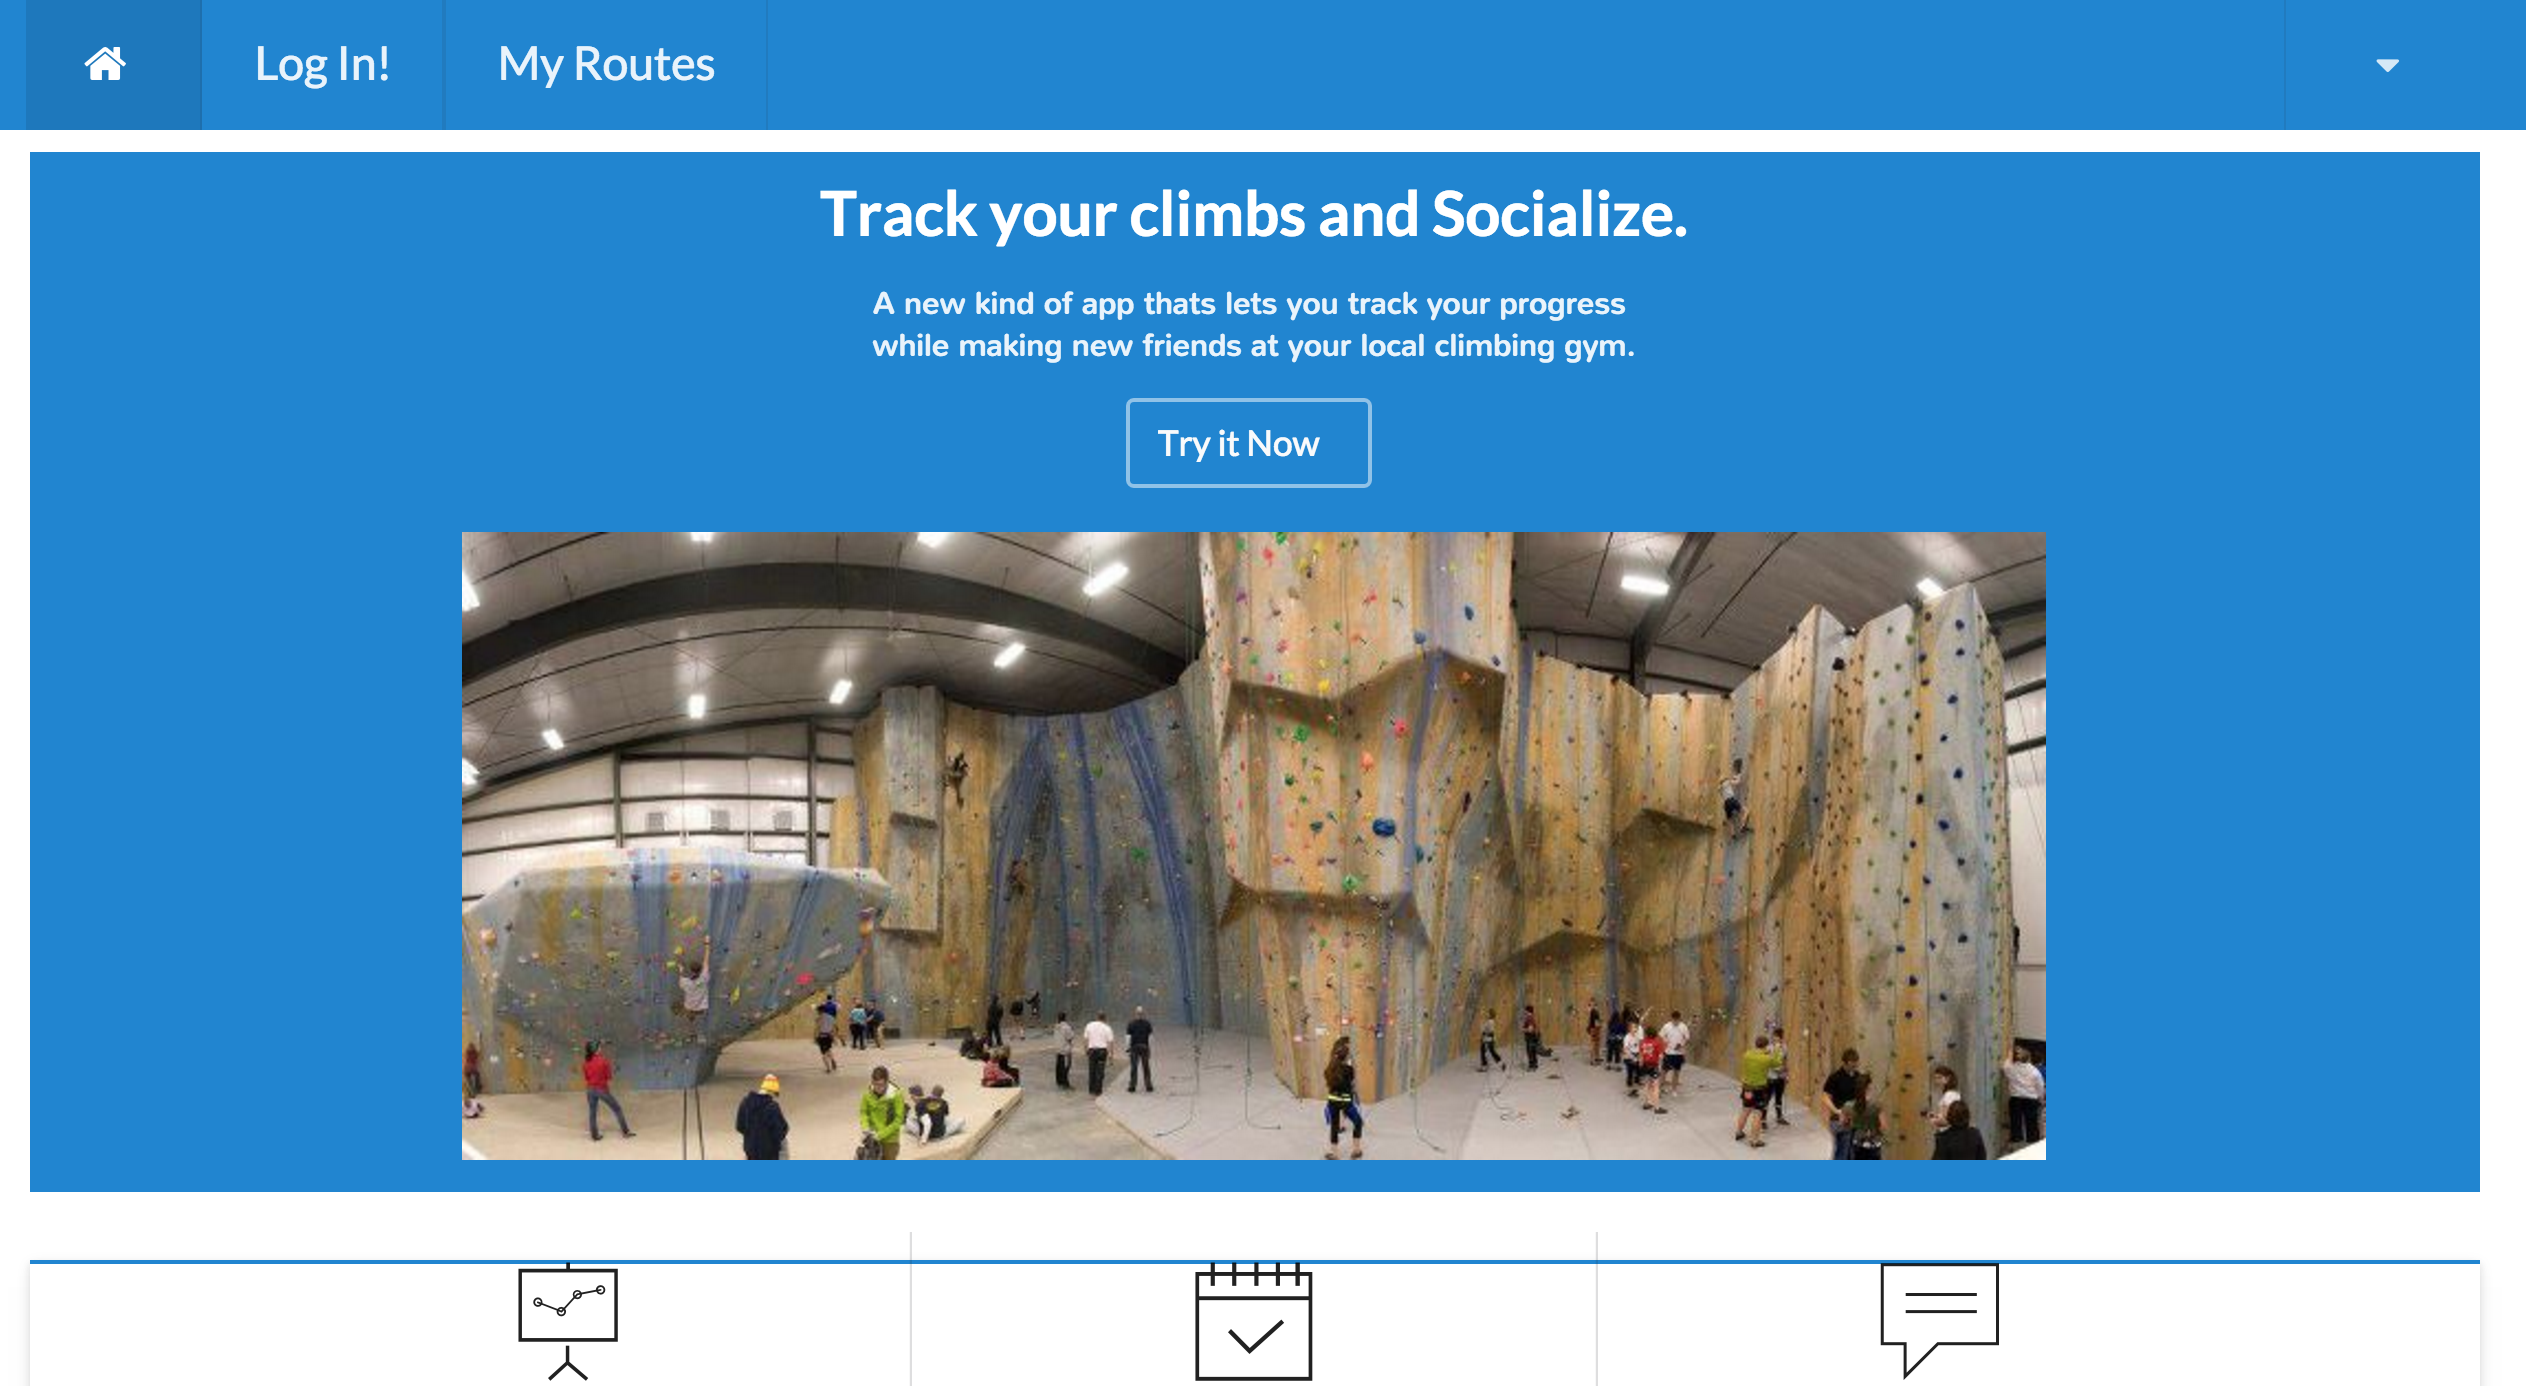 Log In!
My Routes
Track your climbs and Socialize.
A new kind of app thats lets you track your progress
while making new friends at your local climbing gym.
Try it Now